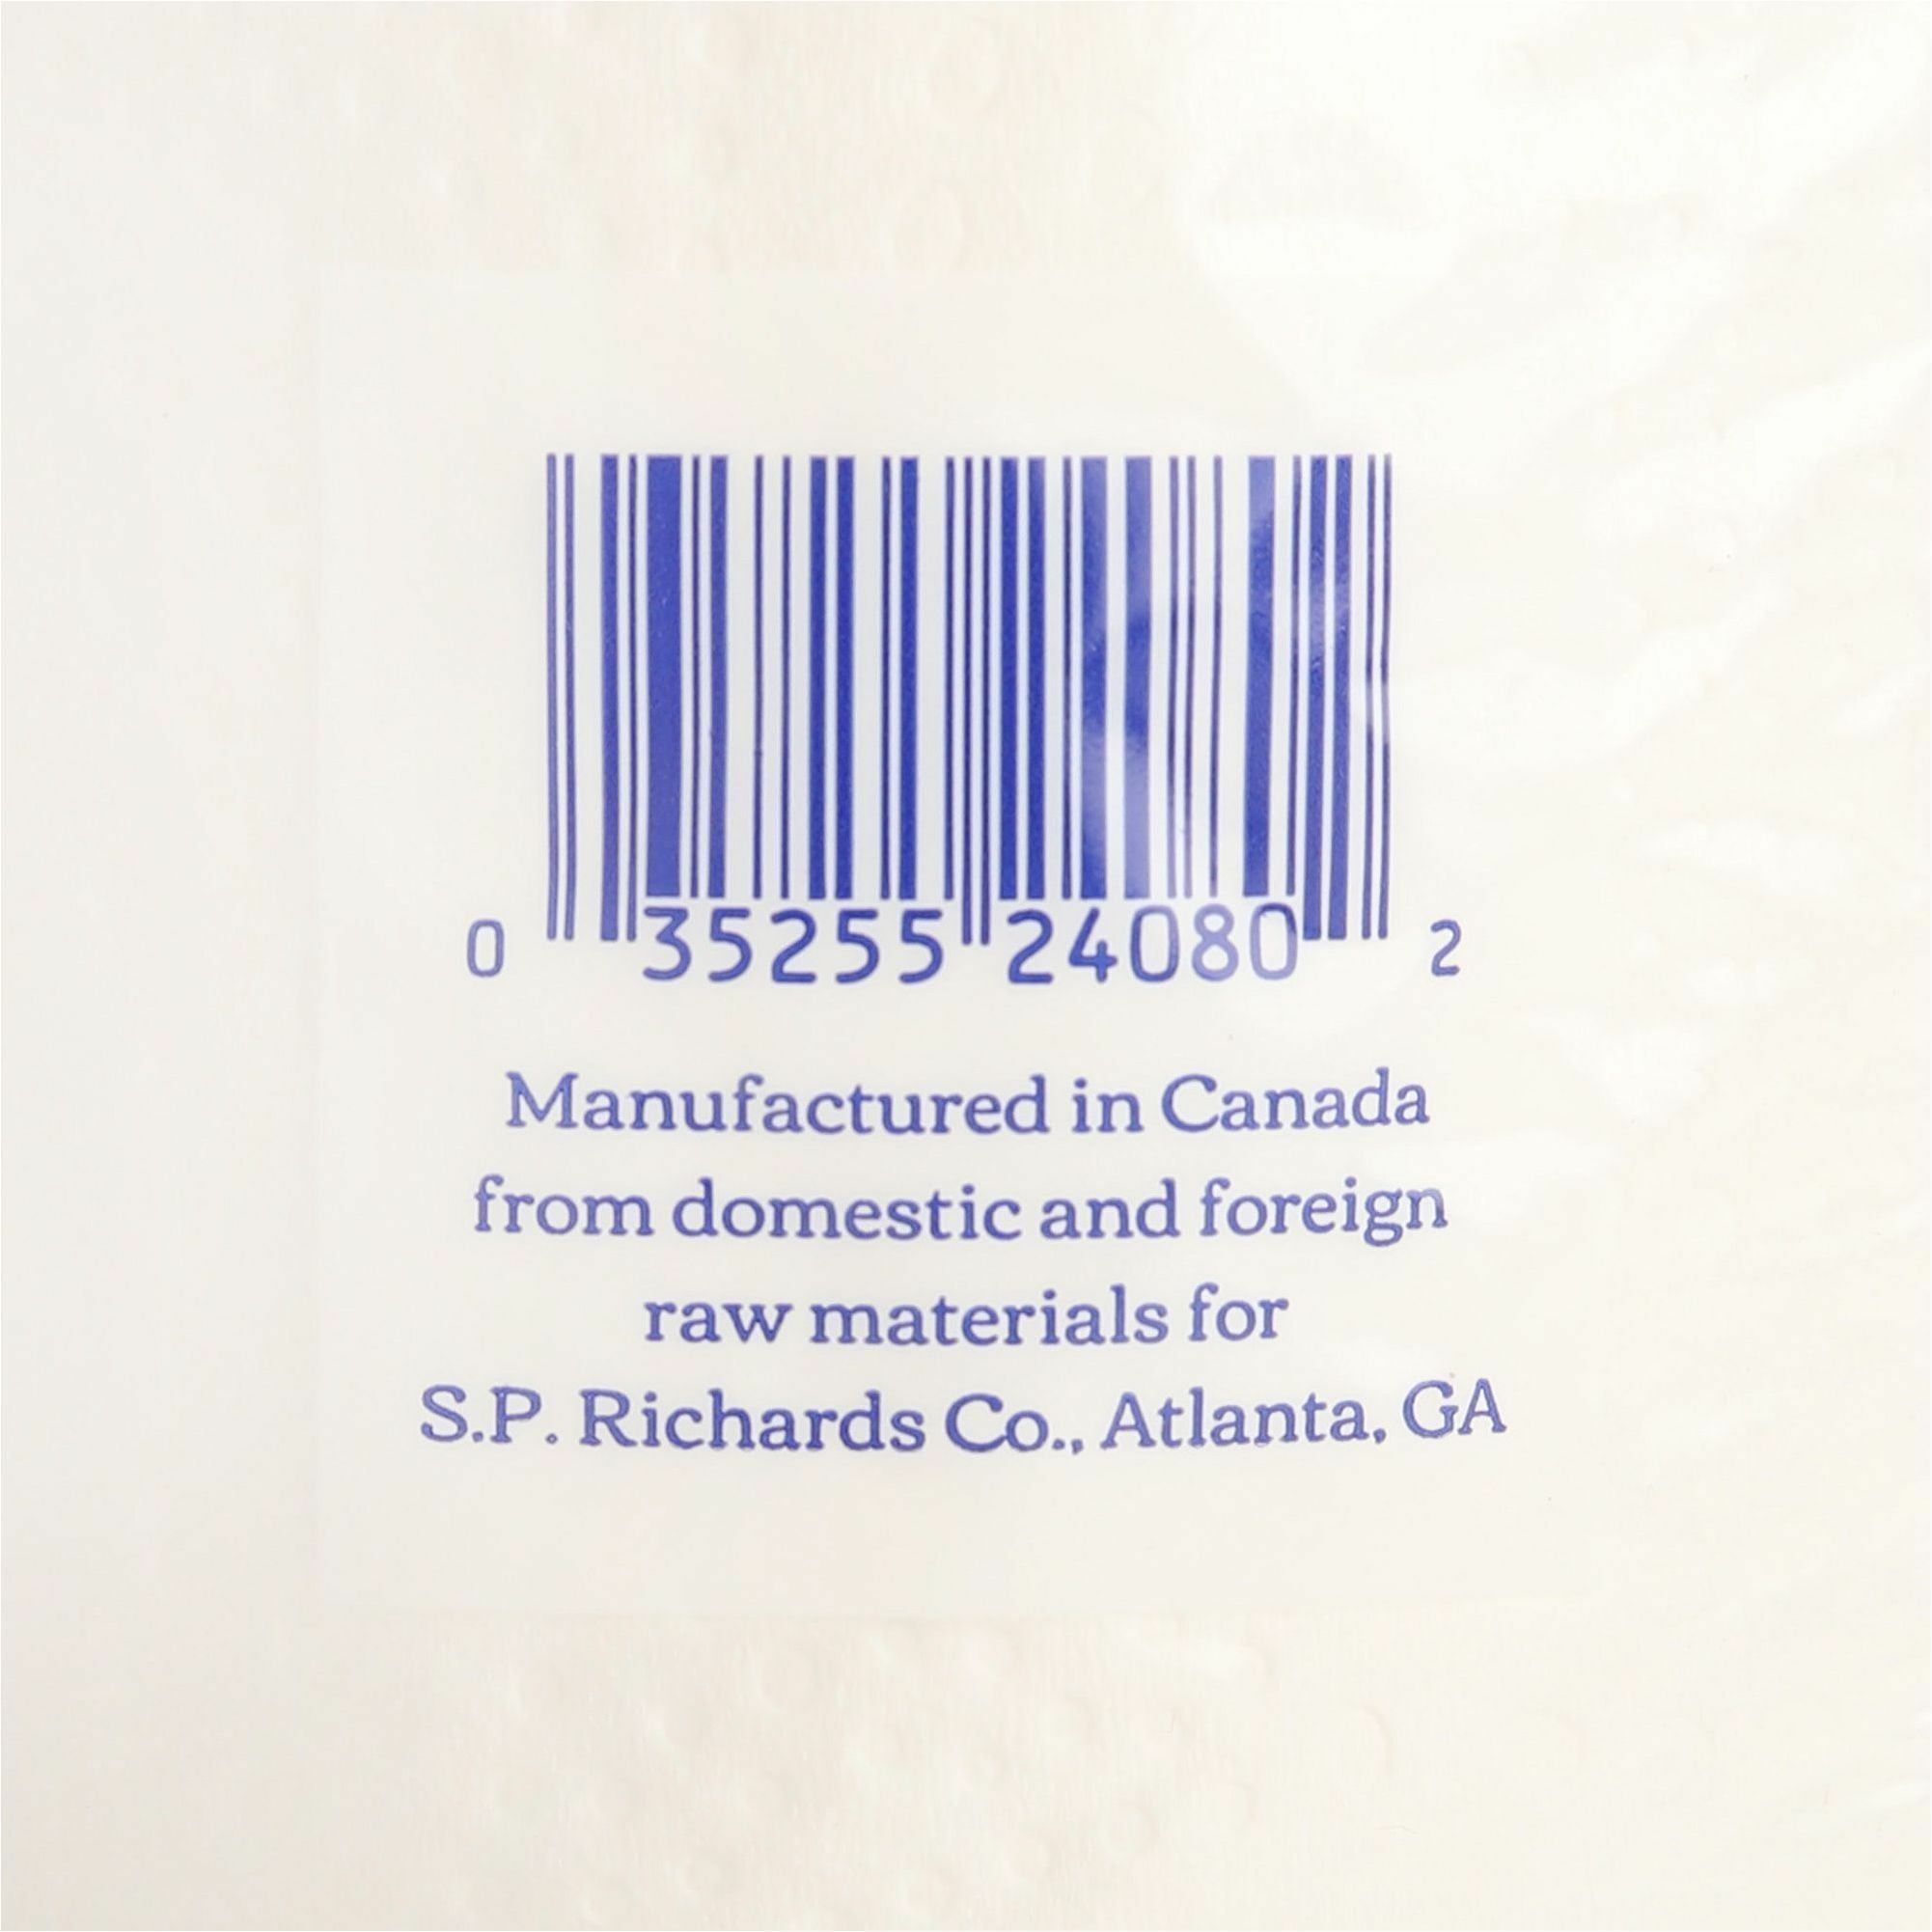 0 35255 24080 2
Manufactured in Canada
from domestic and foreign
raw materials for
S.P. Richards Co., Atlanta, GA